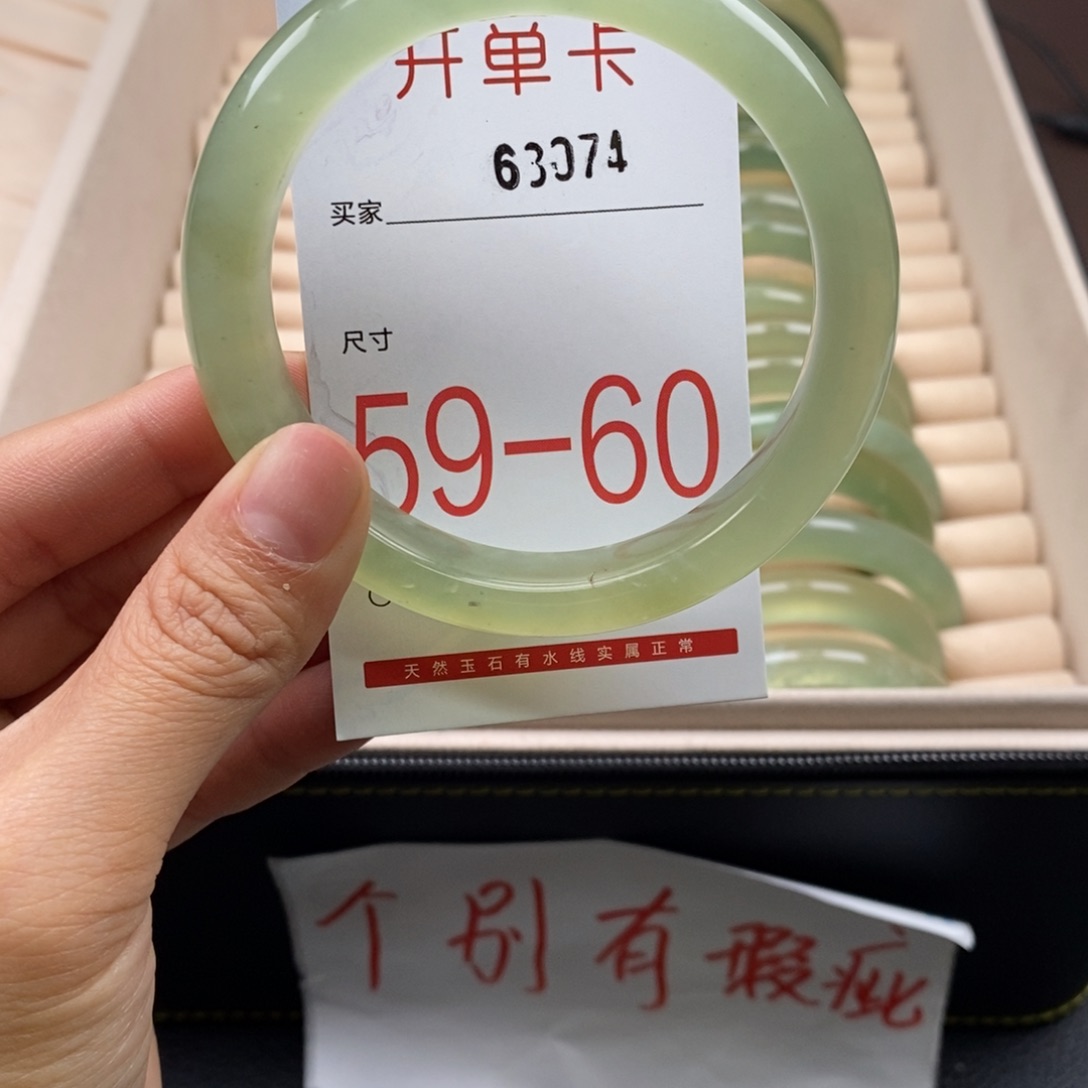 开单卡
63074
买家
尺寸
59-60
天然玉石有水线实属正常
个别有瑕疵